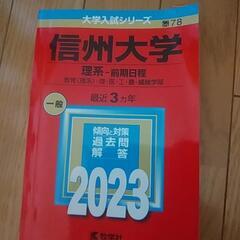 大学入試シリーズ
78
信州大学
理系-前期日程
教育〈理系〉・理・医・工・農・繊維学部
最近3カ年
一般
傾向と対策
過去問
解答
2023
教学社